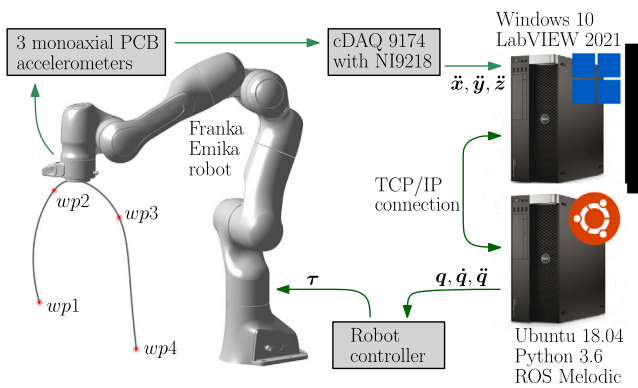 3 monoaxial PCB
accelerometers
cDAQ 9174
with NI9218
Windows 10
LabVIEW 2021
ẍ, ÿ, z̈
Franka
Emika
robot
wp2
wp3
wp1
wp4
TCP/IP
connection
τ
q, q̇, q̈
Robot
controller
Ubuntu 18.04
Python 3.6
ROS Melodic